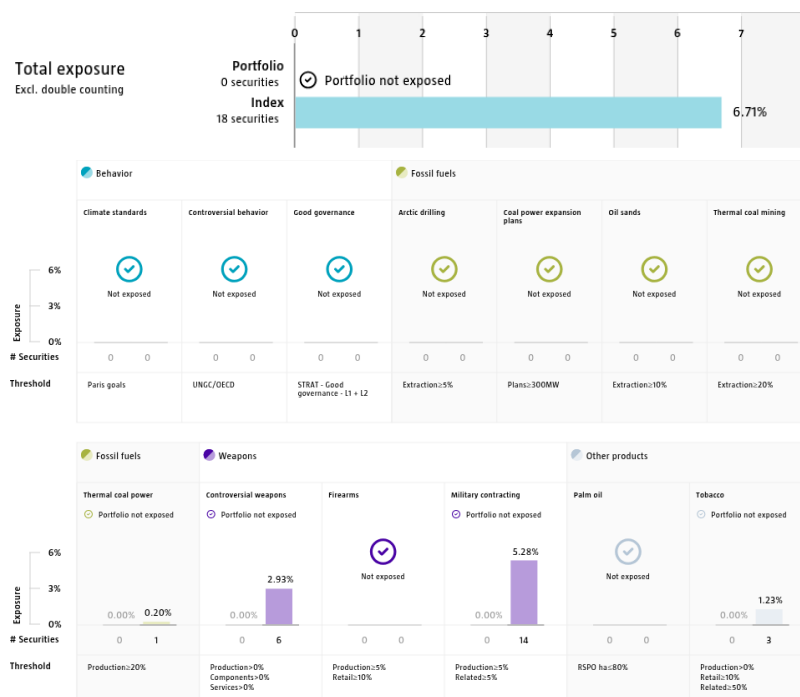 0 1 2 3 4 5 6 7
Total exposure
Excl. double counting
Portfolio
0 securities
Portfolio not exposed
Index
18 securities
6.71%
Behavior
Fossil fuels
Climate standards
Controversial behavior
Good governance
Arctic drilling
Coal power expansion
plans
Oil sands
Thermal coal mining
Exposure
6%
3%
0%
Not exposed
Not exposed
Not exposed
Not exposed
Not exposed
Not exposed
Not exposed
# Securities
0 0
0 0
0 0
0 0
0 0
0 0
0 0
Threshold
Paris goals
UNGC/OECD
STRAT - Good
governance - L1 + L2
Extraction≥5%
Plans≥300MW
Extraction≥10%
Extraction≥20%
Fossil fuels
Weapons
Other products
Thermal coal power
Controversial weapons
Firearms
Military contracting
Palm oil
Tobacco
Portfolio not exposed
Portfolio not exposed
Portfolio not exposed
Portfolio not exposed
Exposure
6%
3%
0%
0.00% 0.20%
0.00% 2.93%
Not exposed
0.00% 5.28%
Not exposed
0.00% 1.23%
# Securities
0 1
0 6
0 0
0 14
0 0
0 3
Threshold
Production≥20%
Production>0%
Components>0%
Services>0%
Production≥5%
Retail≥10%
Production≥5%
Related≥5%
RSPO ha≤80%
Production>0%
Retail≥10%
Related≥50%